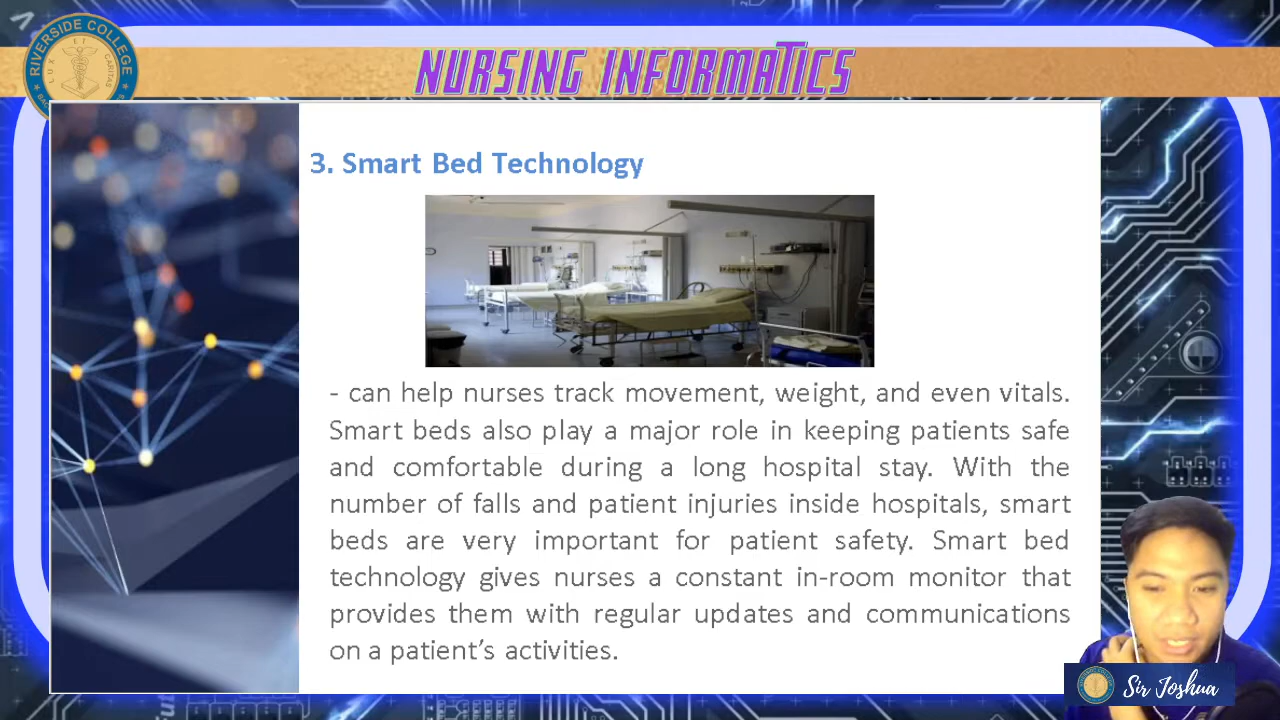 RIVERSIDE COLLEGE
NURSING INFORMATICS
3. Smart Bed Technology
- can help nurses track movement, weight, and even vitals.
Smart beds also play a major role in keeping patients safe
and comfortable during a long hospital stay. With the
number of falls and patient injuries inside hospitals, smart
beds are very important for patient safety. Smart bed
technology gives nurses a constant in-room monitor that
provides them with regular updates and communications
on a patient's activities.
Sir Joshua